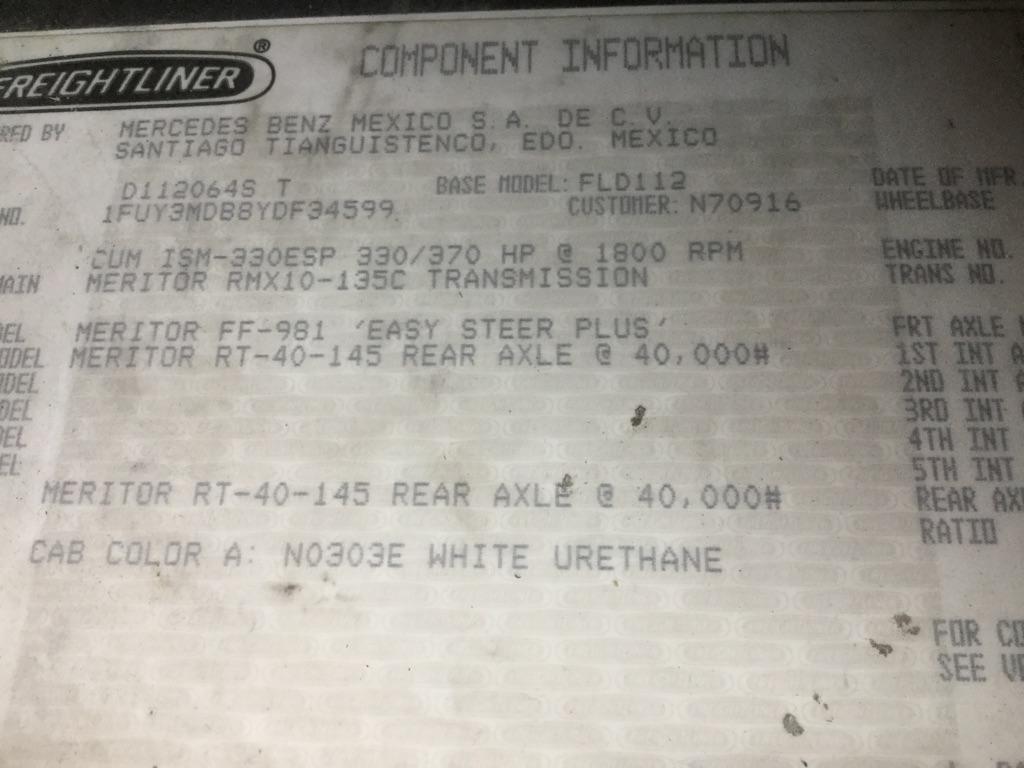 FREIGHTLINER ®
COMPONENT INFORMATION
RED BY MERCEDES BENZ MEXICO S.A. DE C.V.
SANTIAGO TIANGUISTENCO, EDO. MEXICO
D112064S T BASE MODEL: FLD112 DATE OF MFR
NO. 1FUY3MDB8YDF34599 CUSTOMER: N70916 WHEELBASE
CUM ISM-330ESP 330/370 HP @ 1800 RPM ENGINE NO.
MAIN MERITOR RMX10-135C TRANSMISSION TRANS NO.
DEL MERITOR FF-981 'EASY STEER PLUS' FRT AXLE
MODEL MERITOR RT-40-145 REAR AXLE @ 40,000# 1ST INT A
ODEL 2ND INT A
DEL 3RD INT
DEL 4TH INT
EL 5TH INT
MERITOR RT-40-145 REAR AXLE @ 40,000# REAR AX
RATIO
CAB COLOR A: N0303E WHITE URETHANE
FOR CO
SEE VE